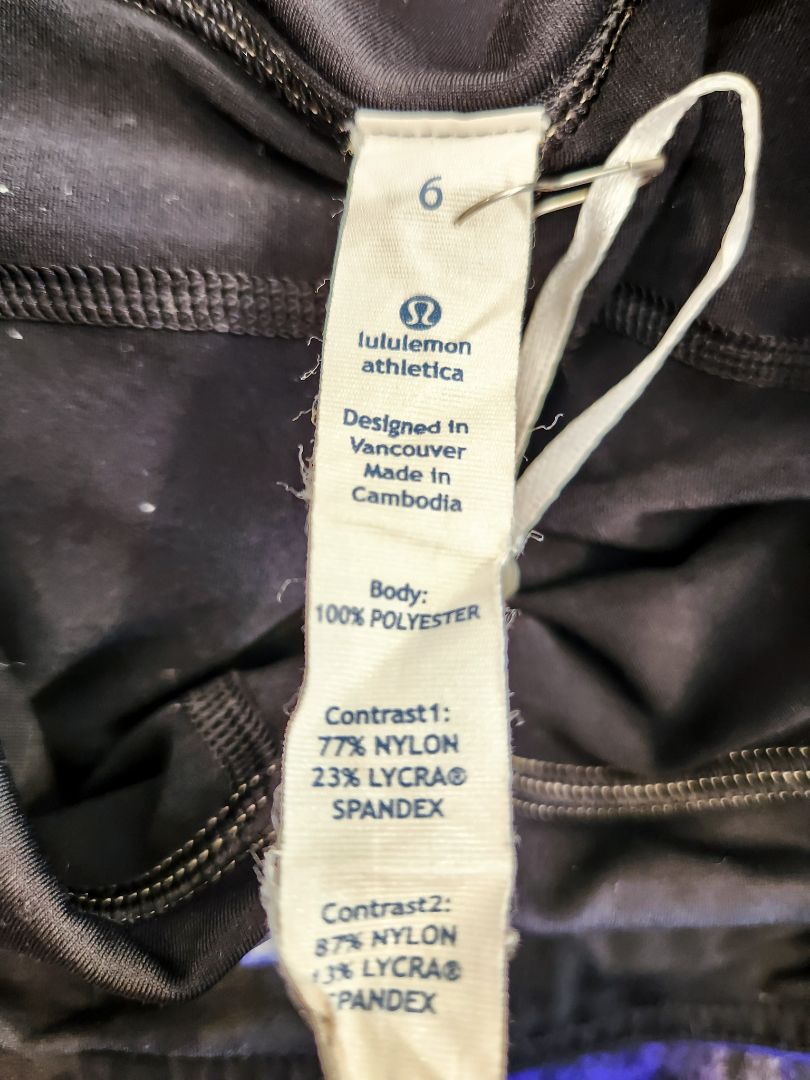 6
lululemon
athletica
Designed in
Vancouver
Made in
Cambodia
Body:
100% POLYESTER
Contrast1:
77% NYLON
23% LYCRA®
SPANDEX
Contrast2:
87% NYLON
13% LYCRA®
SPANDEX